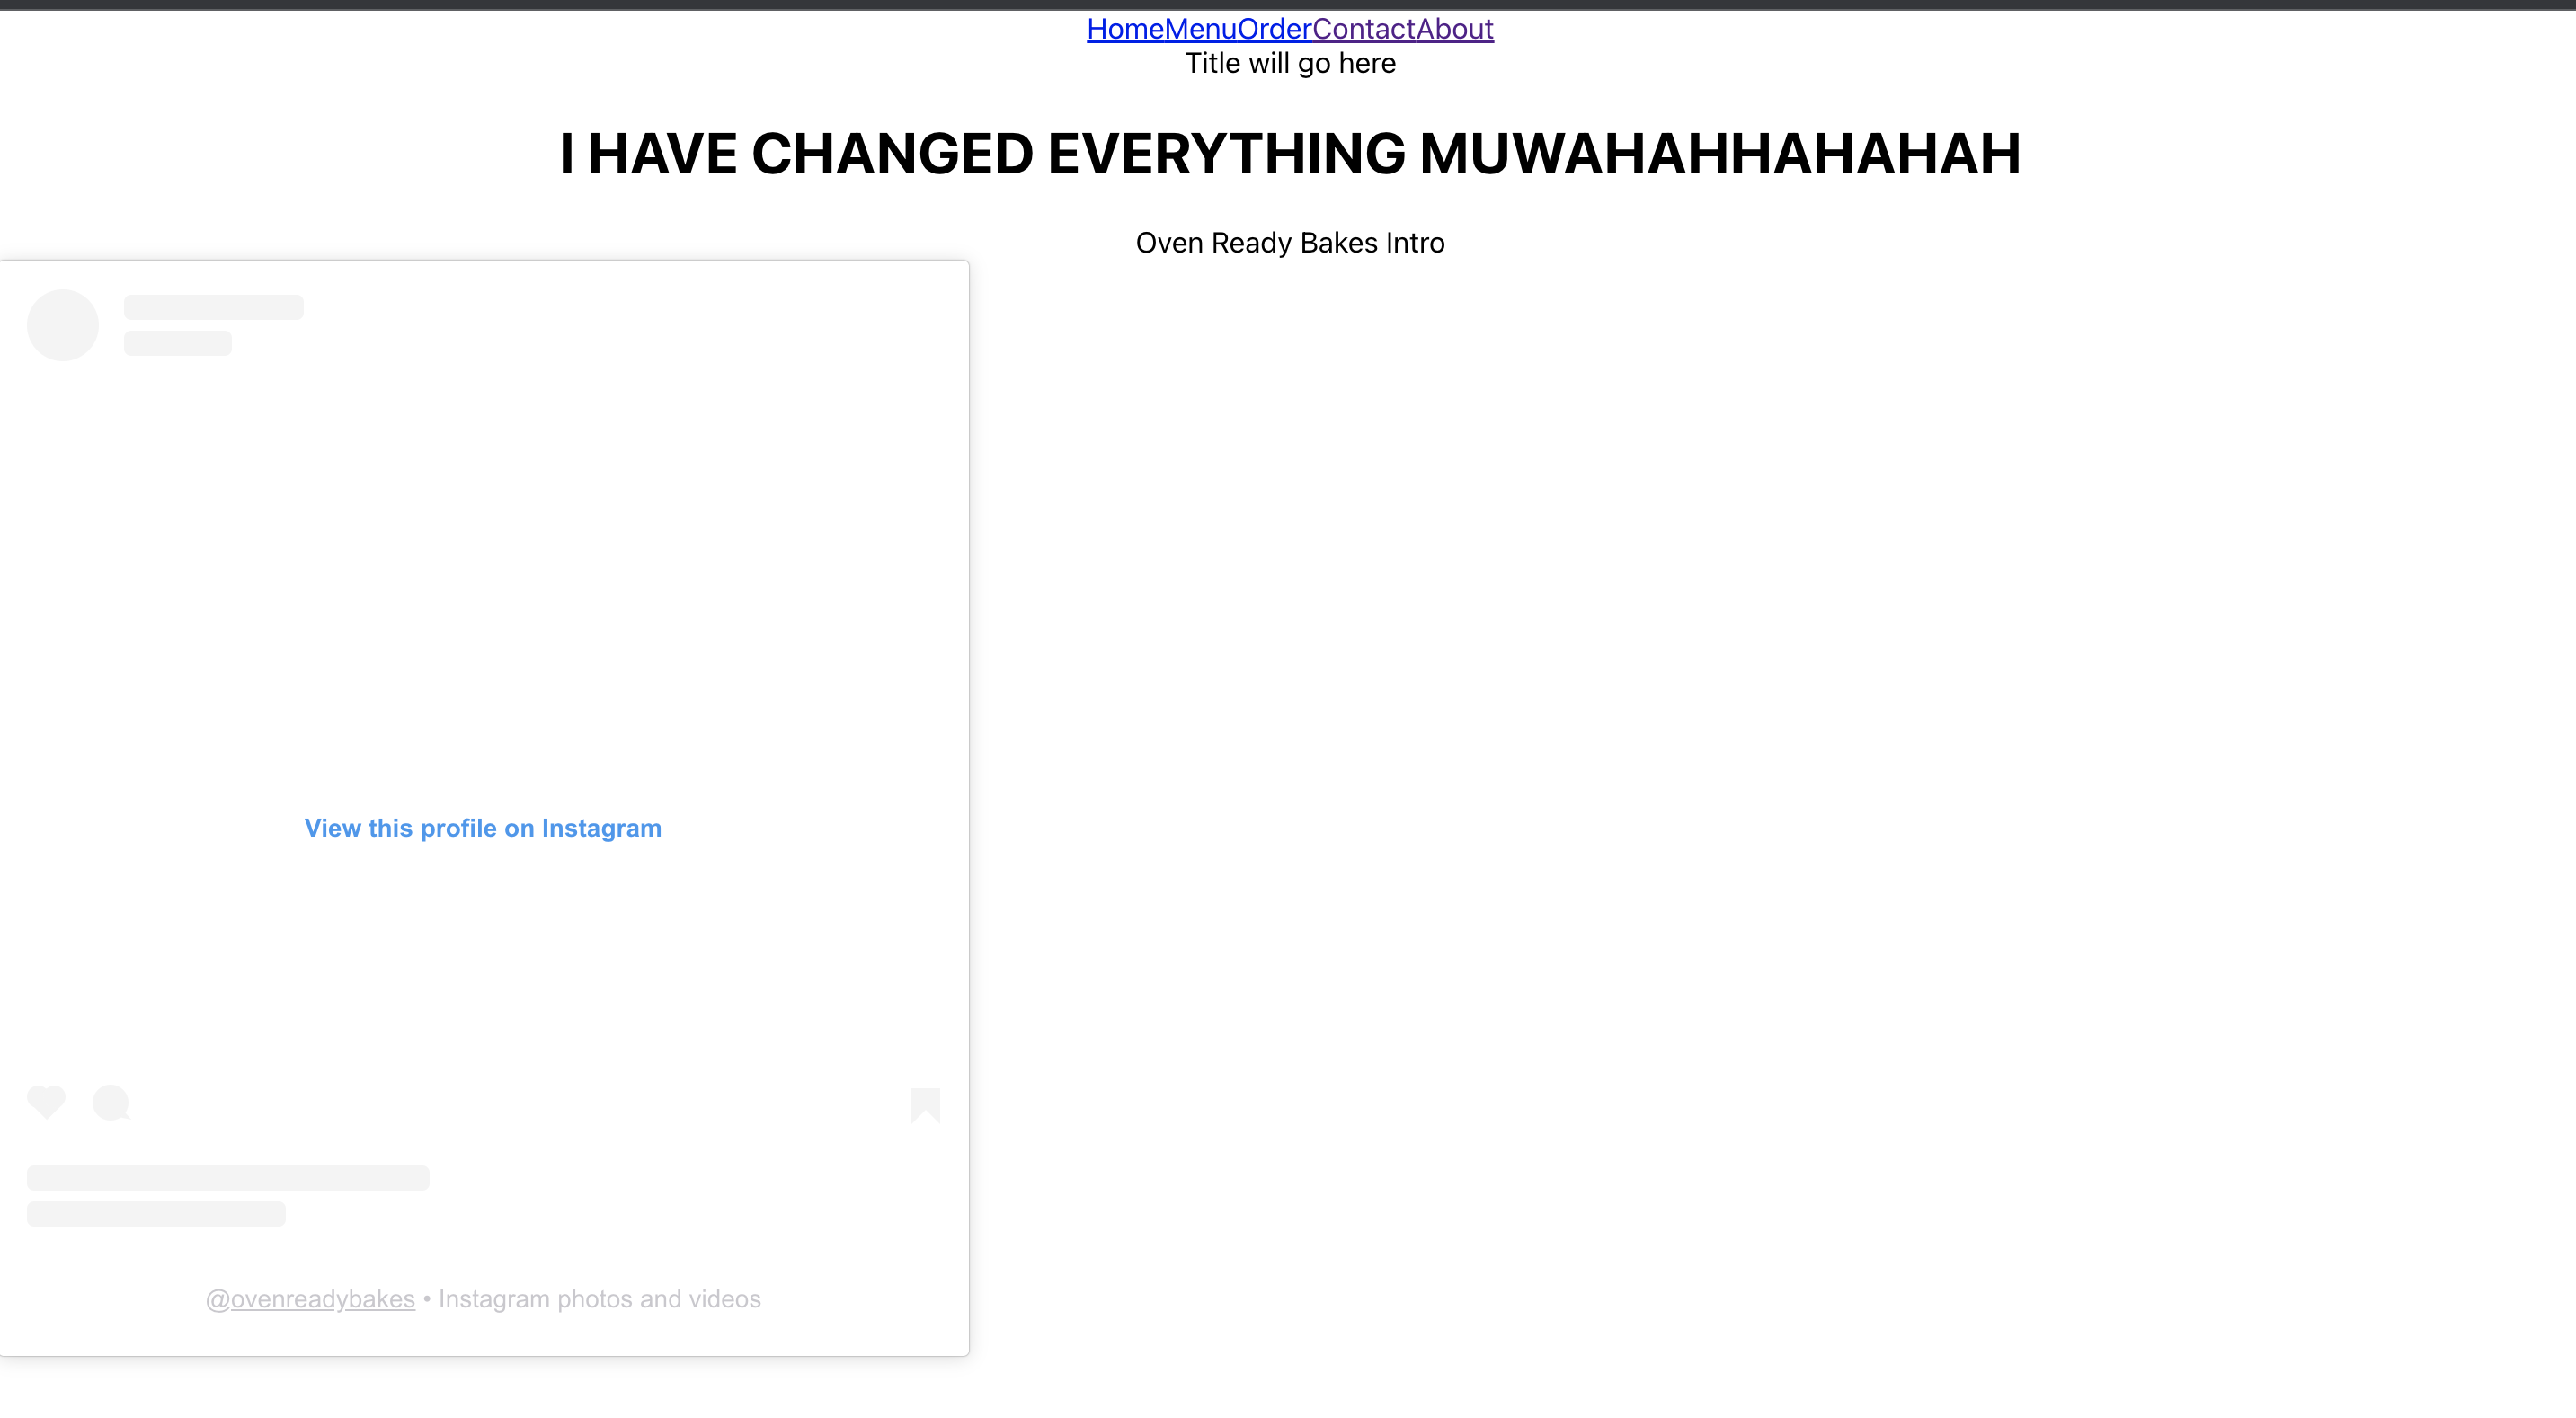 HomeMenuOrderContactAbout
Title will go here
I HAVE CHANGED EVERYTHING MUWAHAHHAHAHAH
Oven Ready Bakes Intro
View this profile on Instagram
@ovenreadybakes • Instagram photos and videos